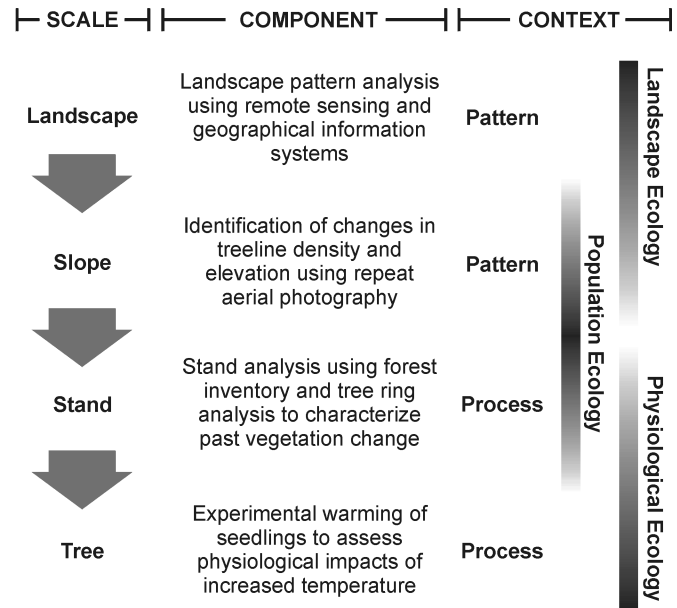 SCALE
COMPONENT
CONTEXT
Landscape
Landscape pattern analysis
using remote sensing and
geographical information
systems
Pattern
Slope
Identification of changes in
treeline density and
elevation using repeat
aerial photography
Pattern
Stand
Stand analysis using forest
inventory and tree ring
analysis to characterize
past vegetation change
Process
Tree
Experimental warming of
seedlings to assess
physiological impacts of
increased temperature
Process
Population Ecology
Landscape Ecology
Physiological Ecology